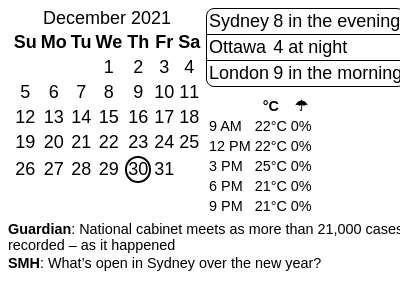 December 2021
Su Mo Tu We Th Fr Sa
1 2 3 4
5 6 7 8 9 10 11
12 13 14 15 16 17 18
19 20 21 22 23 24 25
26 27 28 29 30 31
Sydney 8 in the evening
Ottawa 4 at night
London 9 in the morning
°C ☂
9 AM 22°C 0%
12 PM 22°C 0%
3 PM 25°C 0%
6 PM 21°C 0%
9 PM 21°C 0%
Guardian: National cabinet meets as more than 21,000 cases
recorded – as it happened
SMH: What’s open in Sydney over the new year?